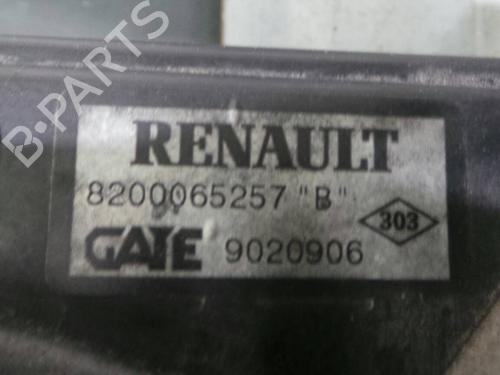 B-PARTS
RENAULT
8200065257 "B"
303
GATE 9020906